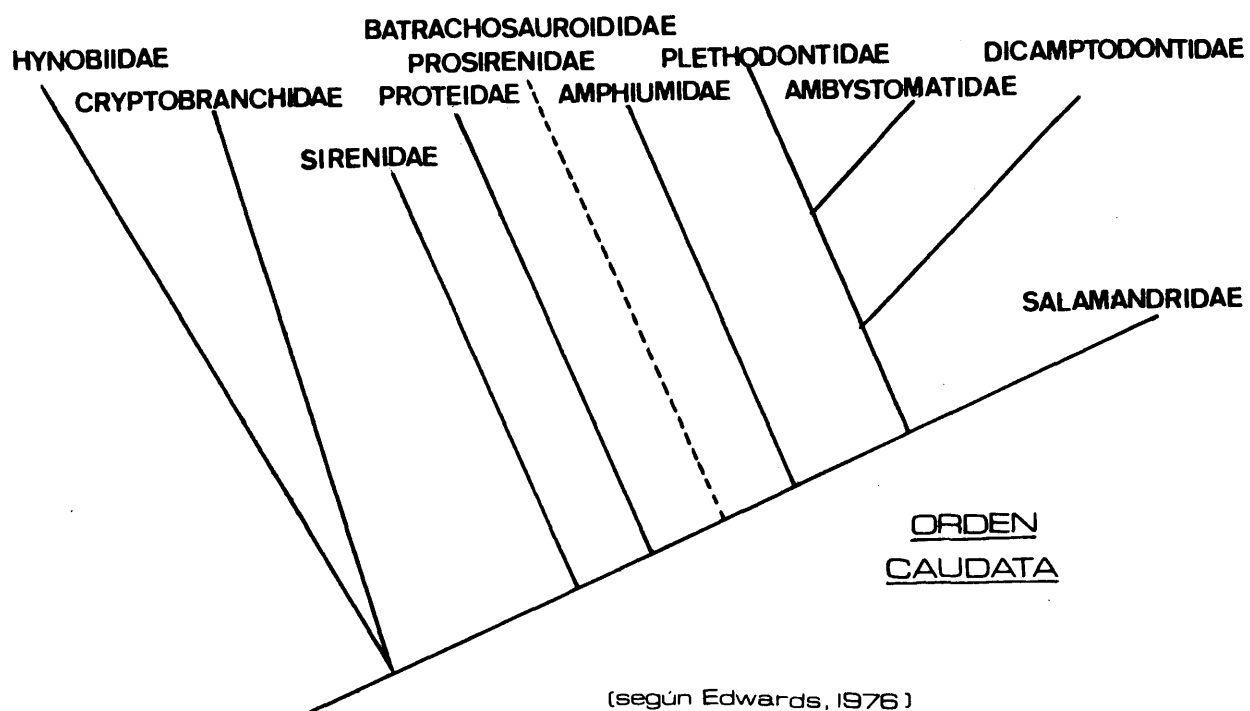 BATRACHOSAUROIDIDAE
HYNOBIIDAE
PROSIRENIDAE
PLETHODONTIDAE
DICAMPTODONTIDAE
CRYPTOBRANCHIDAE
PROTEIDAE
AMPHIUMIDAE
AMBYSTOMATIDAE
SIRENIDAE
SALAMANDRIDAE
ORDEN
CAUDATA
(según Edwards, 1976)